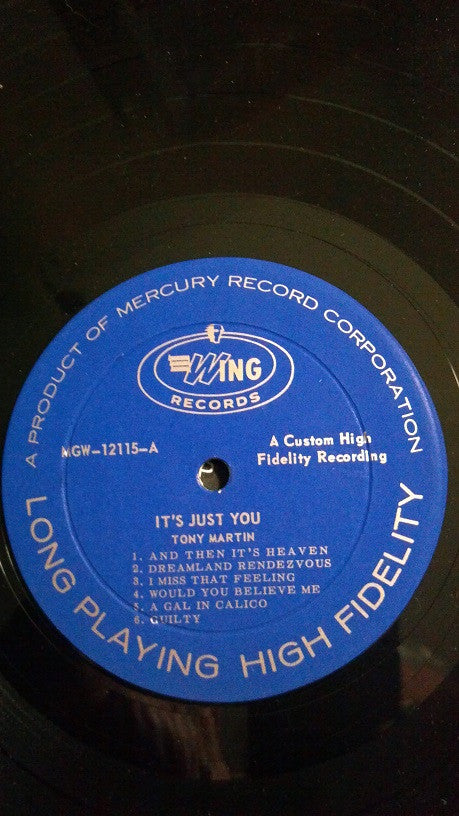 A PRODUCT OF MERCURY RECORD CORPORATION
WING
RECORDS
MGW-12115-A
A Custom High
Fidelity Recording
IT'S JUST YOU
TONY MARTIN
1. AND THEN IT'S HEAVEN
2. DREAMLAND RENDEZVOUS
3. I MISS THAT FEELING
4. WOULD YOU BELIEVE ME
5. A GAL IN CALICO
6. GUILTY
LONG PLAYING HIGH FIDELITY